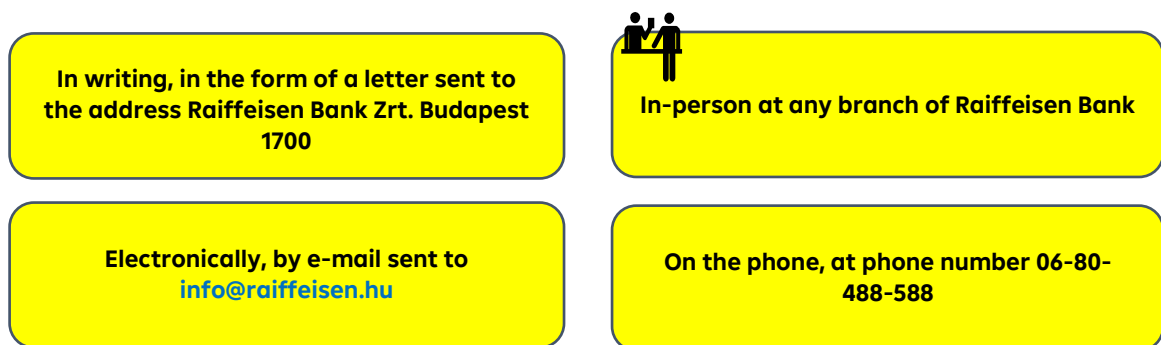 In writing, in the form of a letter sent to
the address Raiffeisen Bank Zrt. Budapest
1700
In-person at any branch of Raiffeisen Bank
Electronically, by e-mail sent to
info@raiffeisen.hu
On the phone, at phone number 06-80-
488-588